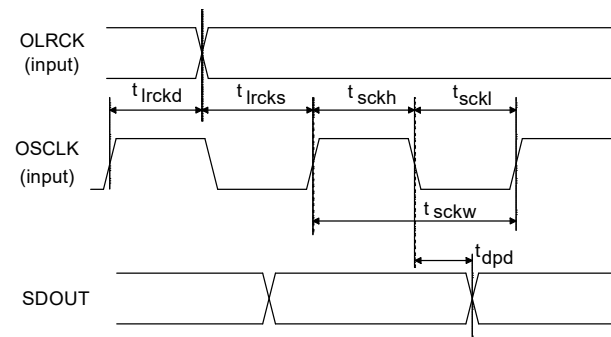 OLRCK
(input)
t lrckd
t lrcks
t sckh
t sckl
OSCLK
(input)
t sckw
t dpd
SDOUT